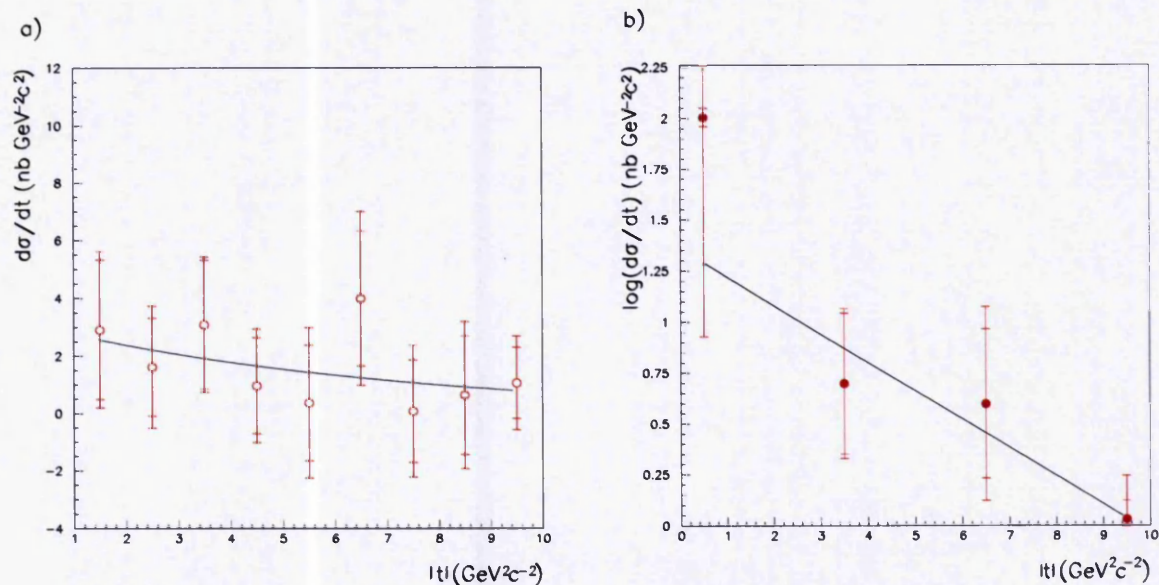 a)
dσ/dt (nb GeV⁻²c²)
12
10
8
6
4
2
0
−2
−4
1 2 3 4 5 6 7 8 9 10
|t| (GeV²c⁻²)
b)
log(dσ/dt) (nb GeV⁻²c²)
2.25
2
1.75
1.5
1.25
1
0.75
0.5
0.25
0
0 1 2 3 4 5 6 7 8 9 10
|t| (GeV²c⁻²)